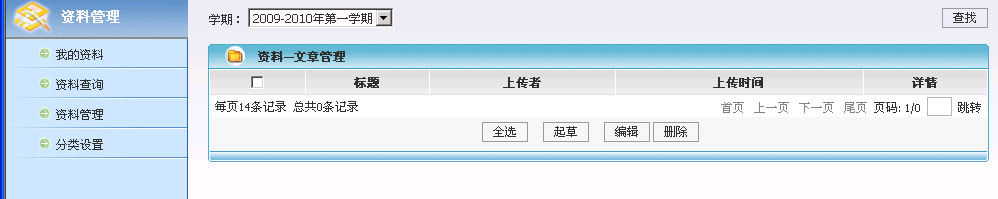 资料管理
我的资料
资料查询
资料管理
分类设置
学期： 2009-2010年第一学期 查找
资料—文章管理
标题 上传者 上传时间 详情
每页14条记录 总共0条记录 首页 上一页 下一页 尾页 页码: 1/0 跳转
全选 起草 编辑 删除